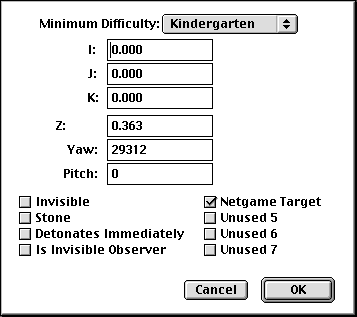 Minimum Difficulty: Kindergarten
I: 0.000
J: 0.000
K: 0.000
Z: 0.363
Yaw: 29312
Pitch: 0
Invisible Netgame Target
Stone Unused 5
Detonates Immediately Unused 6
Is Invisible Observer Unused 7
Cancel OK